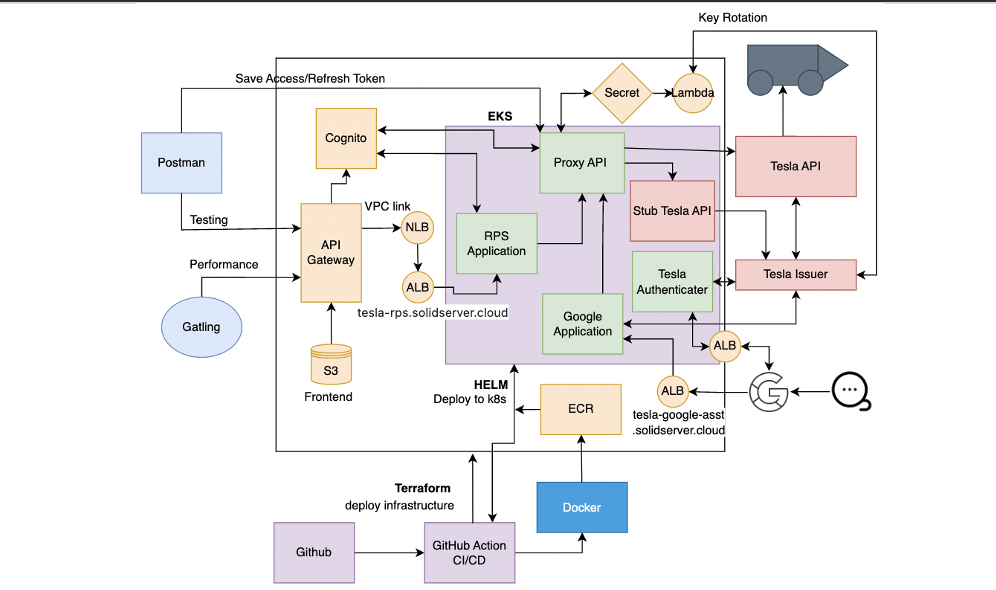 Key Rotation
Save Access/Refresh Token
Secret
Lambda
EKS
Cognito
Postman
Proxy API
Tesla API
Stub Tesla API
VPC link
Testing
NLB
API
Gateway
RPS
Application
Performance
Tesla
Authenticater
Tesla Issuer
ALB
tesla-rps.solidserver.cloud
Google
Application
Gatling
ALB
S3
Frontend
HELM
Deploy to k8s
ECR
ALB
tesla-google-asst
.solidserver.cloud
G
Terraform
deploy infrastructure
Docker
Github
GitHub Action
CI/CD